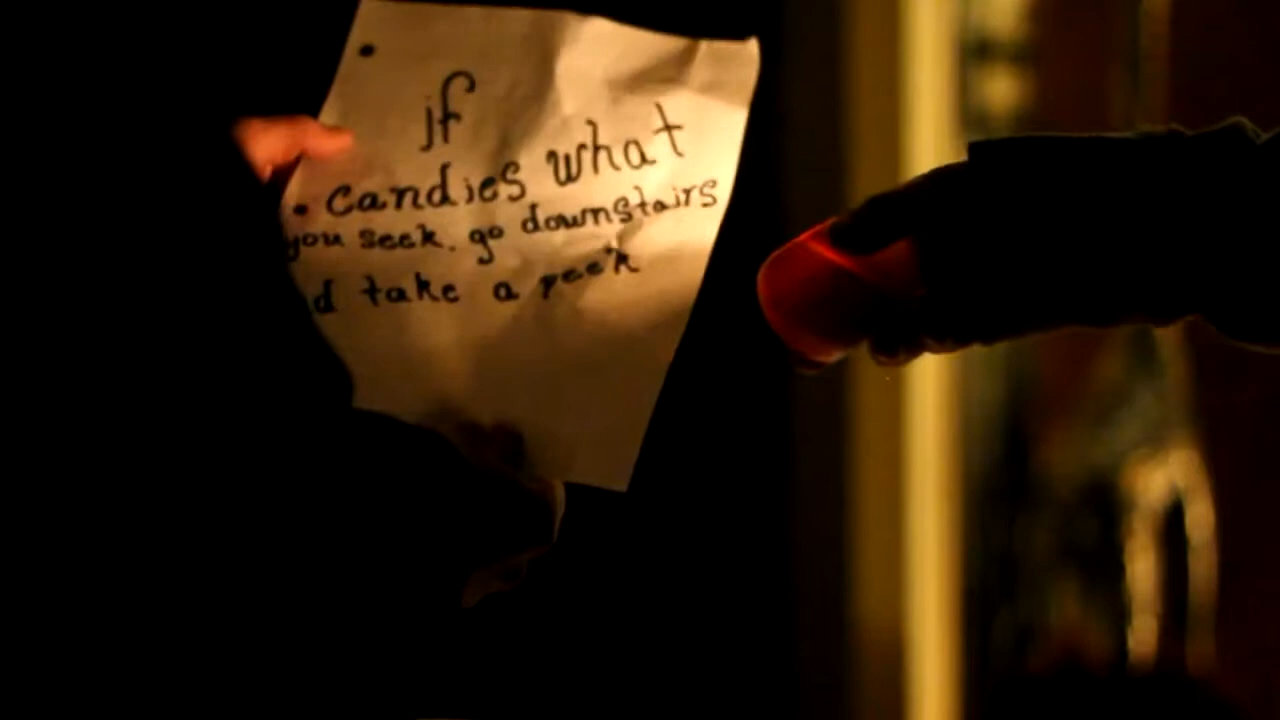 if
candies what
you seek. go downstairs
d take a peek